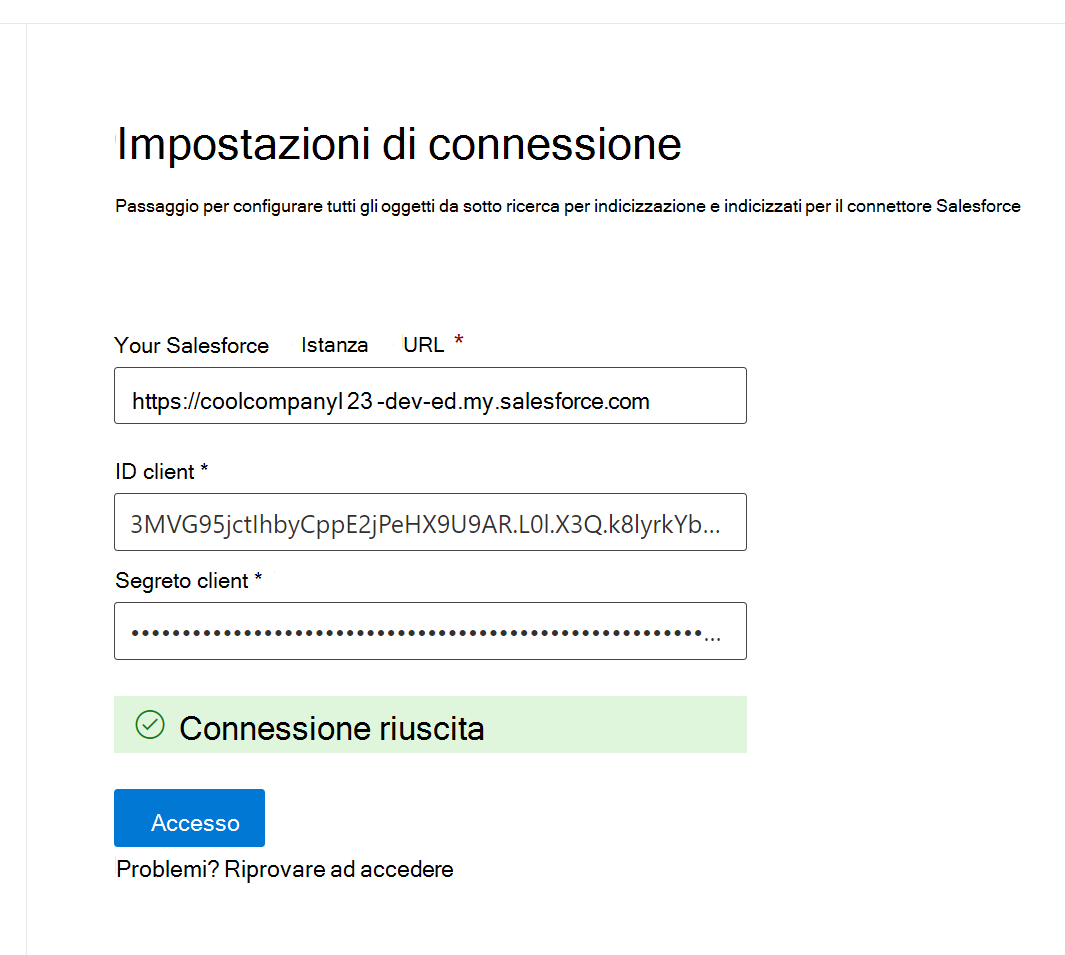 Impostazioni di connessione
Passaggio per configurare tutti gli oggetti da sotto ricerca per indicizzazione e indicizzati per il connettore Salesforce
Your Salesforce Istanza URL *
https://coolcompanyl 23 -dev-ed.my.salesforce.com
ID client *
3MVG95jctIhbyCppE2jPeHX9U9AR.L0l.X3Q.k8lyrkYb...
Segreto client *
••••••••••••••••••••••••••••••••••••••••••••••••••••••••...
Connessione riuscita
Accesso
Problemi? Riprovare ad accedere